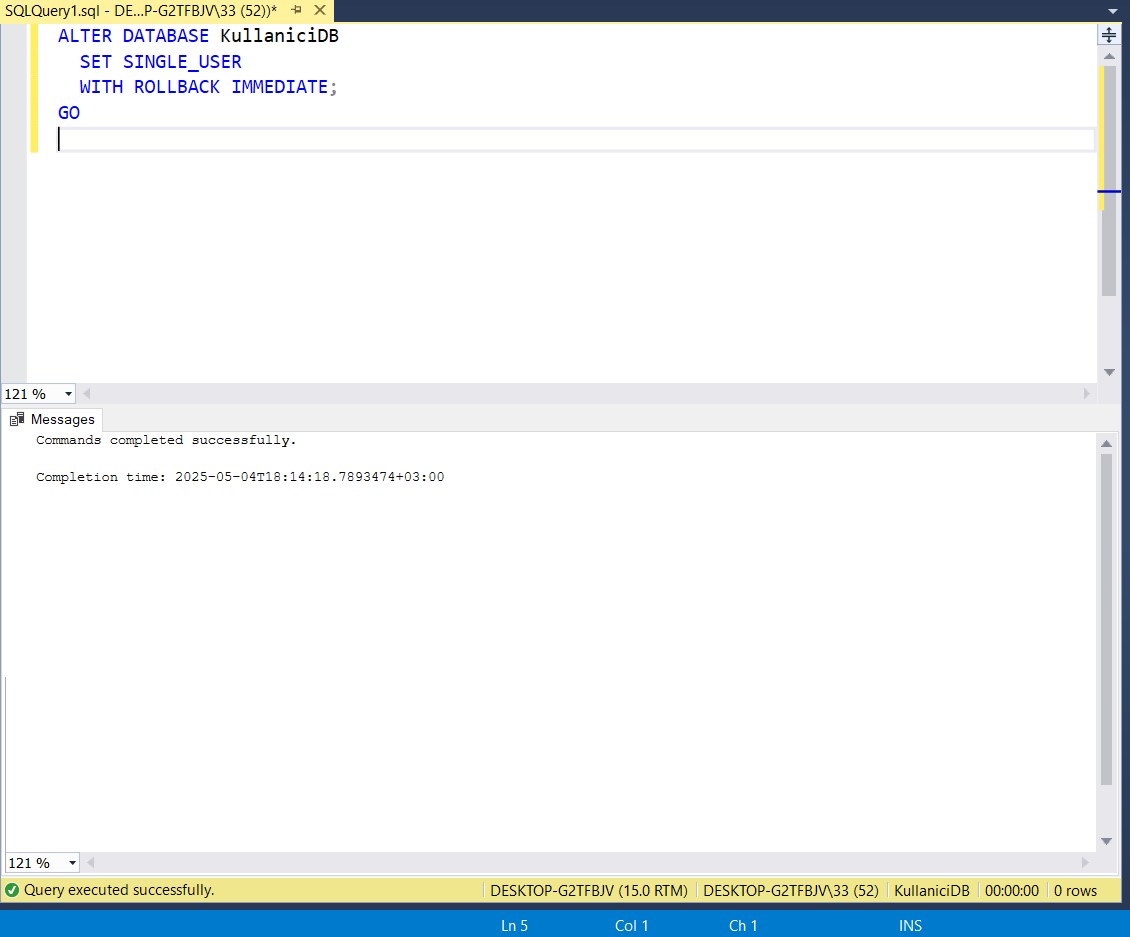 SQLQuery1.sql - DE...P-G2TFBJV\33 (52))*
ALTER DATABASE KullaniciDB
SET SINGLE_USER
WITH ROLLBACK IMMEDIATE;
GO
121 %
Messages
Commands completed successfully.
Completion time: 2025-05-04T18:14:18.7893474+03:00
121 %
Query executed successfully. DESKTOP-G2TFBJV (15.0 RTM) DESKTOP-G2TFBJV\33 (52) KullaniciDB 00:00:00 0 rows
Ln 5 Col 1 Ch 1 INS